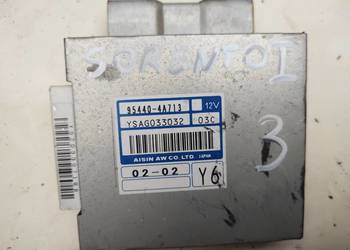 SORENTO I
95440-4A713 12V
YSAG033032 03C
AISIN AW CO. LTD JAPAN
02-02 Y6
3